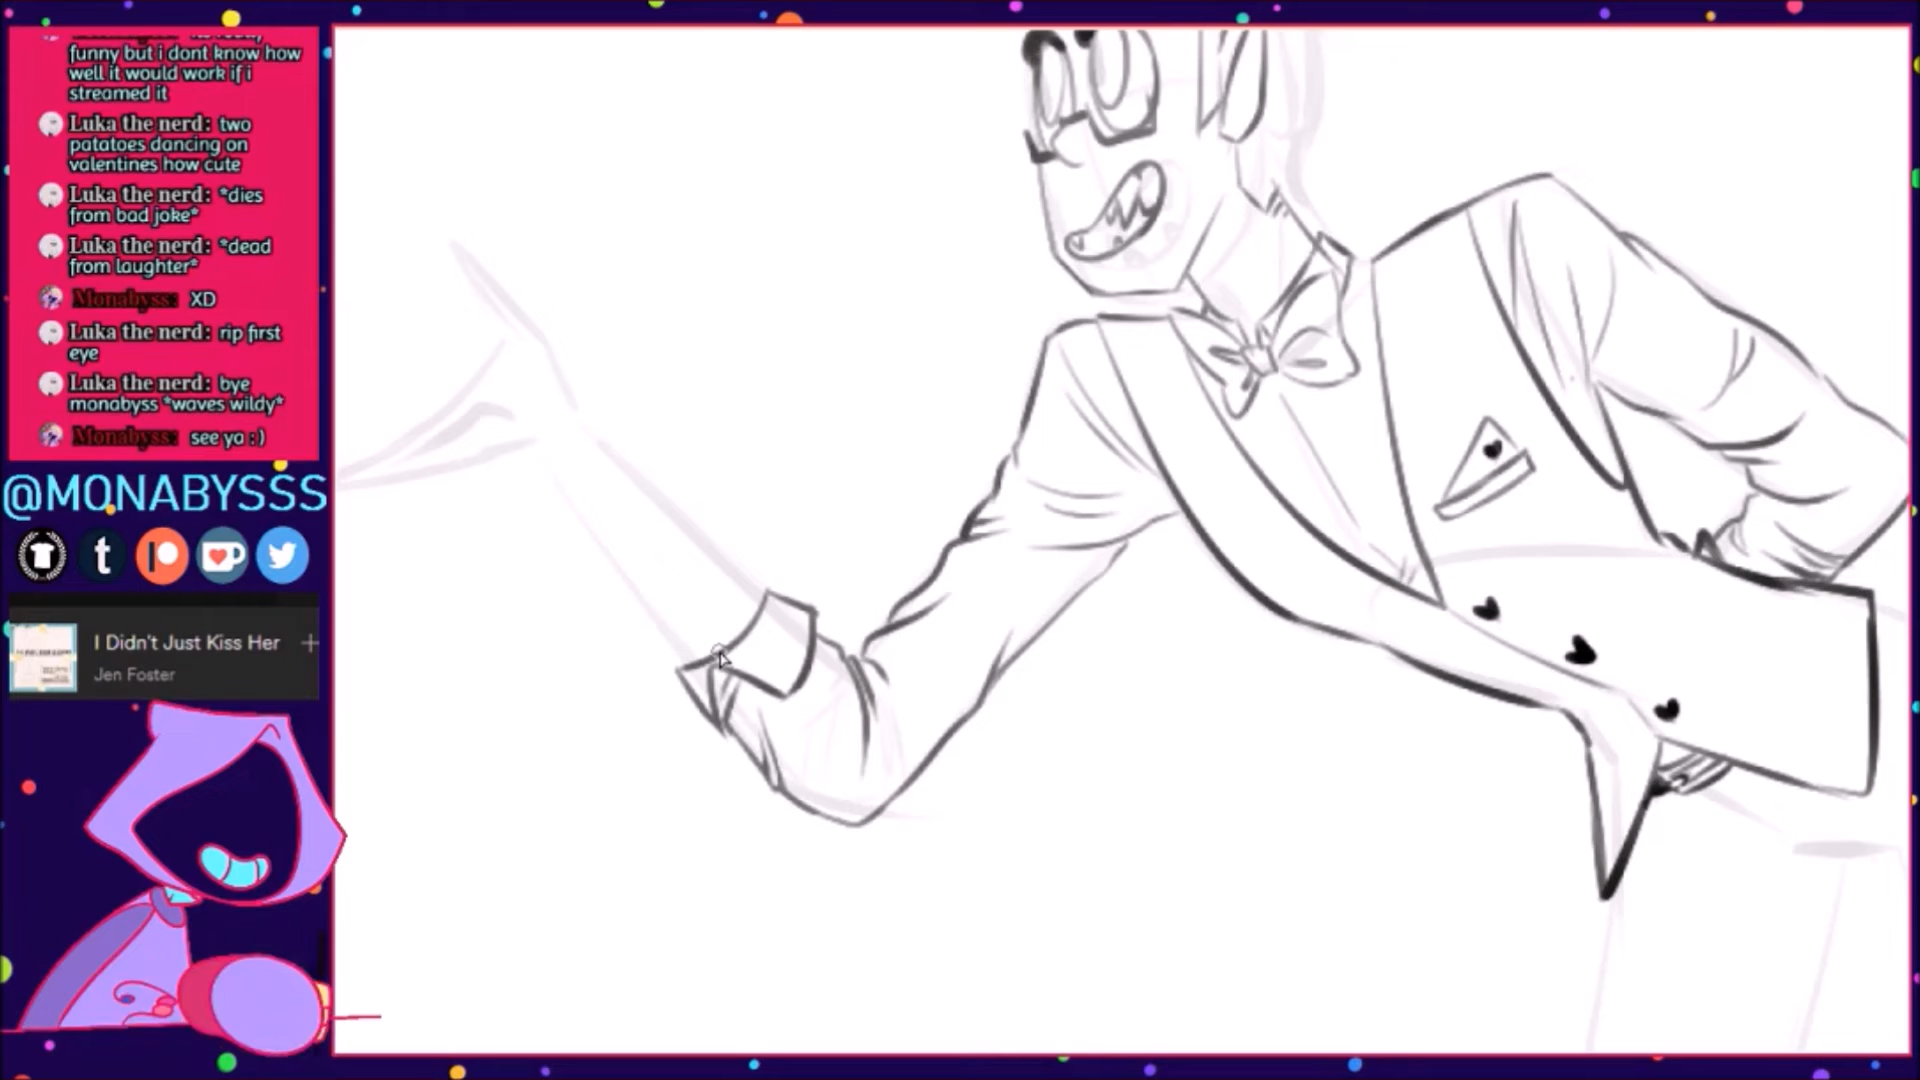 funny but i dont know how
well it would work if i
streamed it
Luka the nerd: two
patatoes dancing on
valentines how cute
Luka the nerd: *dies
from bad joke*
Luka the nerd: *dead
from laughter*
Monabyss: XD
Luka the nerd: rip first
eye
Luka the nerd: bye
monabyss *waves wildy*
Monabyss: see ya :)
@MONABYSSS
I Didn't Just Kiss Her
Jen Foster